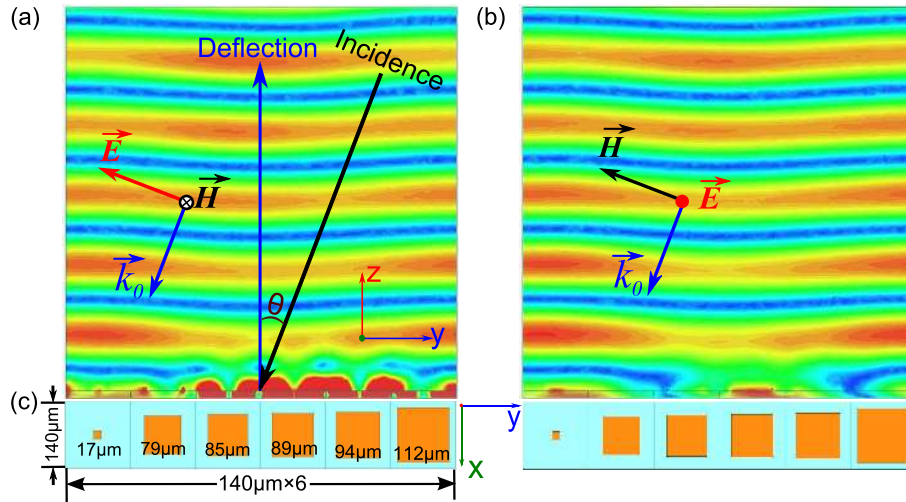 (a)
Deflection
Incidence
E
H
k0
θ
z
y
(b)
H
E
k0
(c)
140μm
17μm
79μm
85μm
89μm
94μm
112μm
y
x
140μm×6